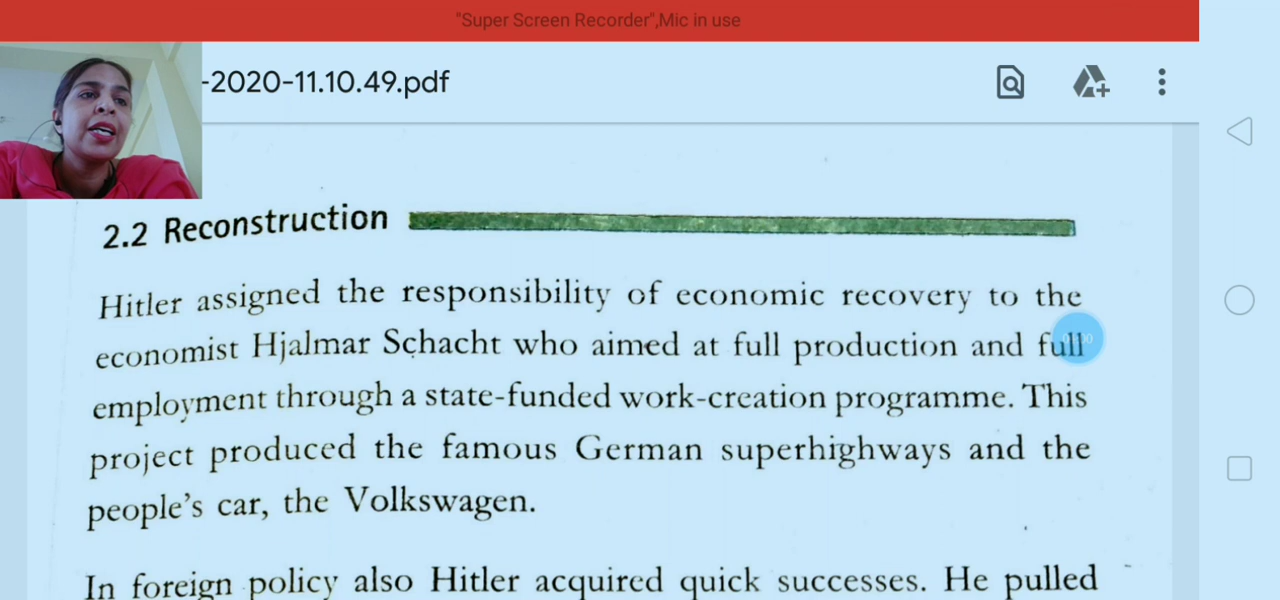 "Super Screen Recorder",Mic in use
-2020-11.10.49.pdf
2.2 Reconstruction
Hitler assigned the responsibility of economic recovery to the
economist Hjalmar Schacht who aimed at full production and full
employment through a state-funded work-creation programme. This
project produced the famous German superhighways and the
people's car, the Volkswagen.
In foreign policy also Hitler acquired quick successes. He pulled